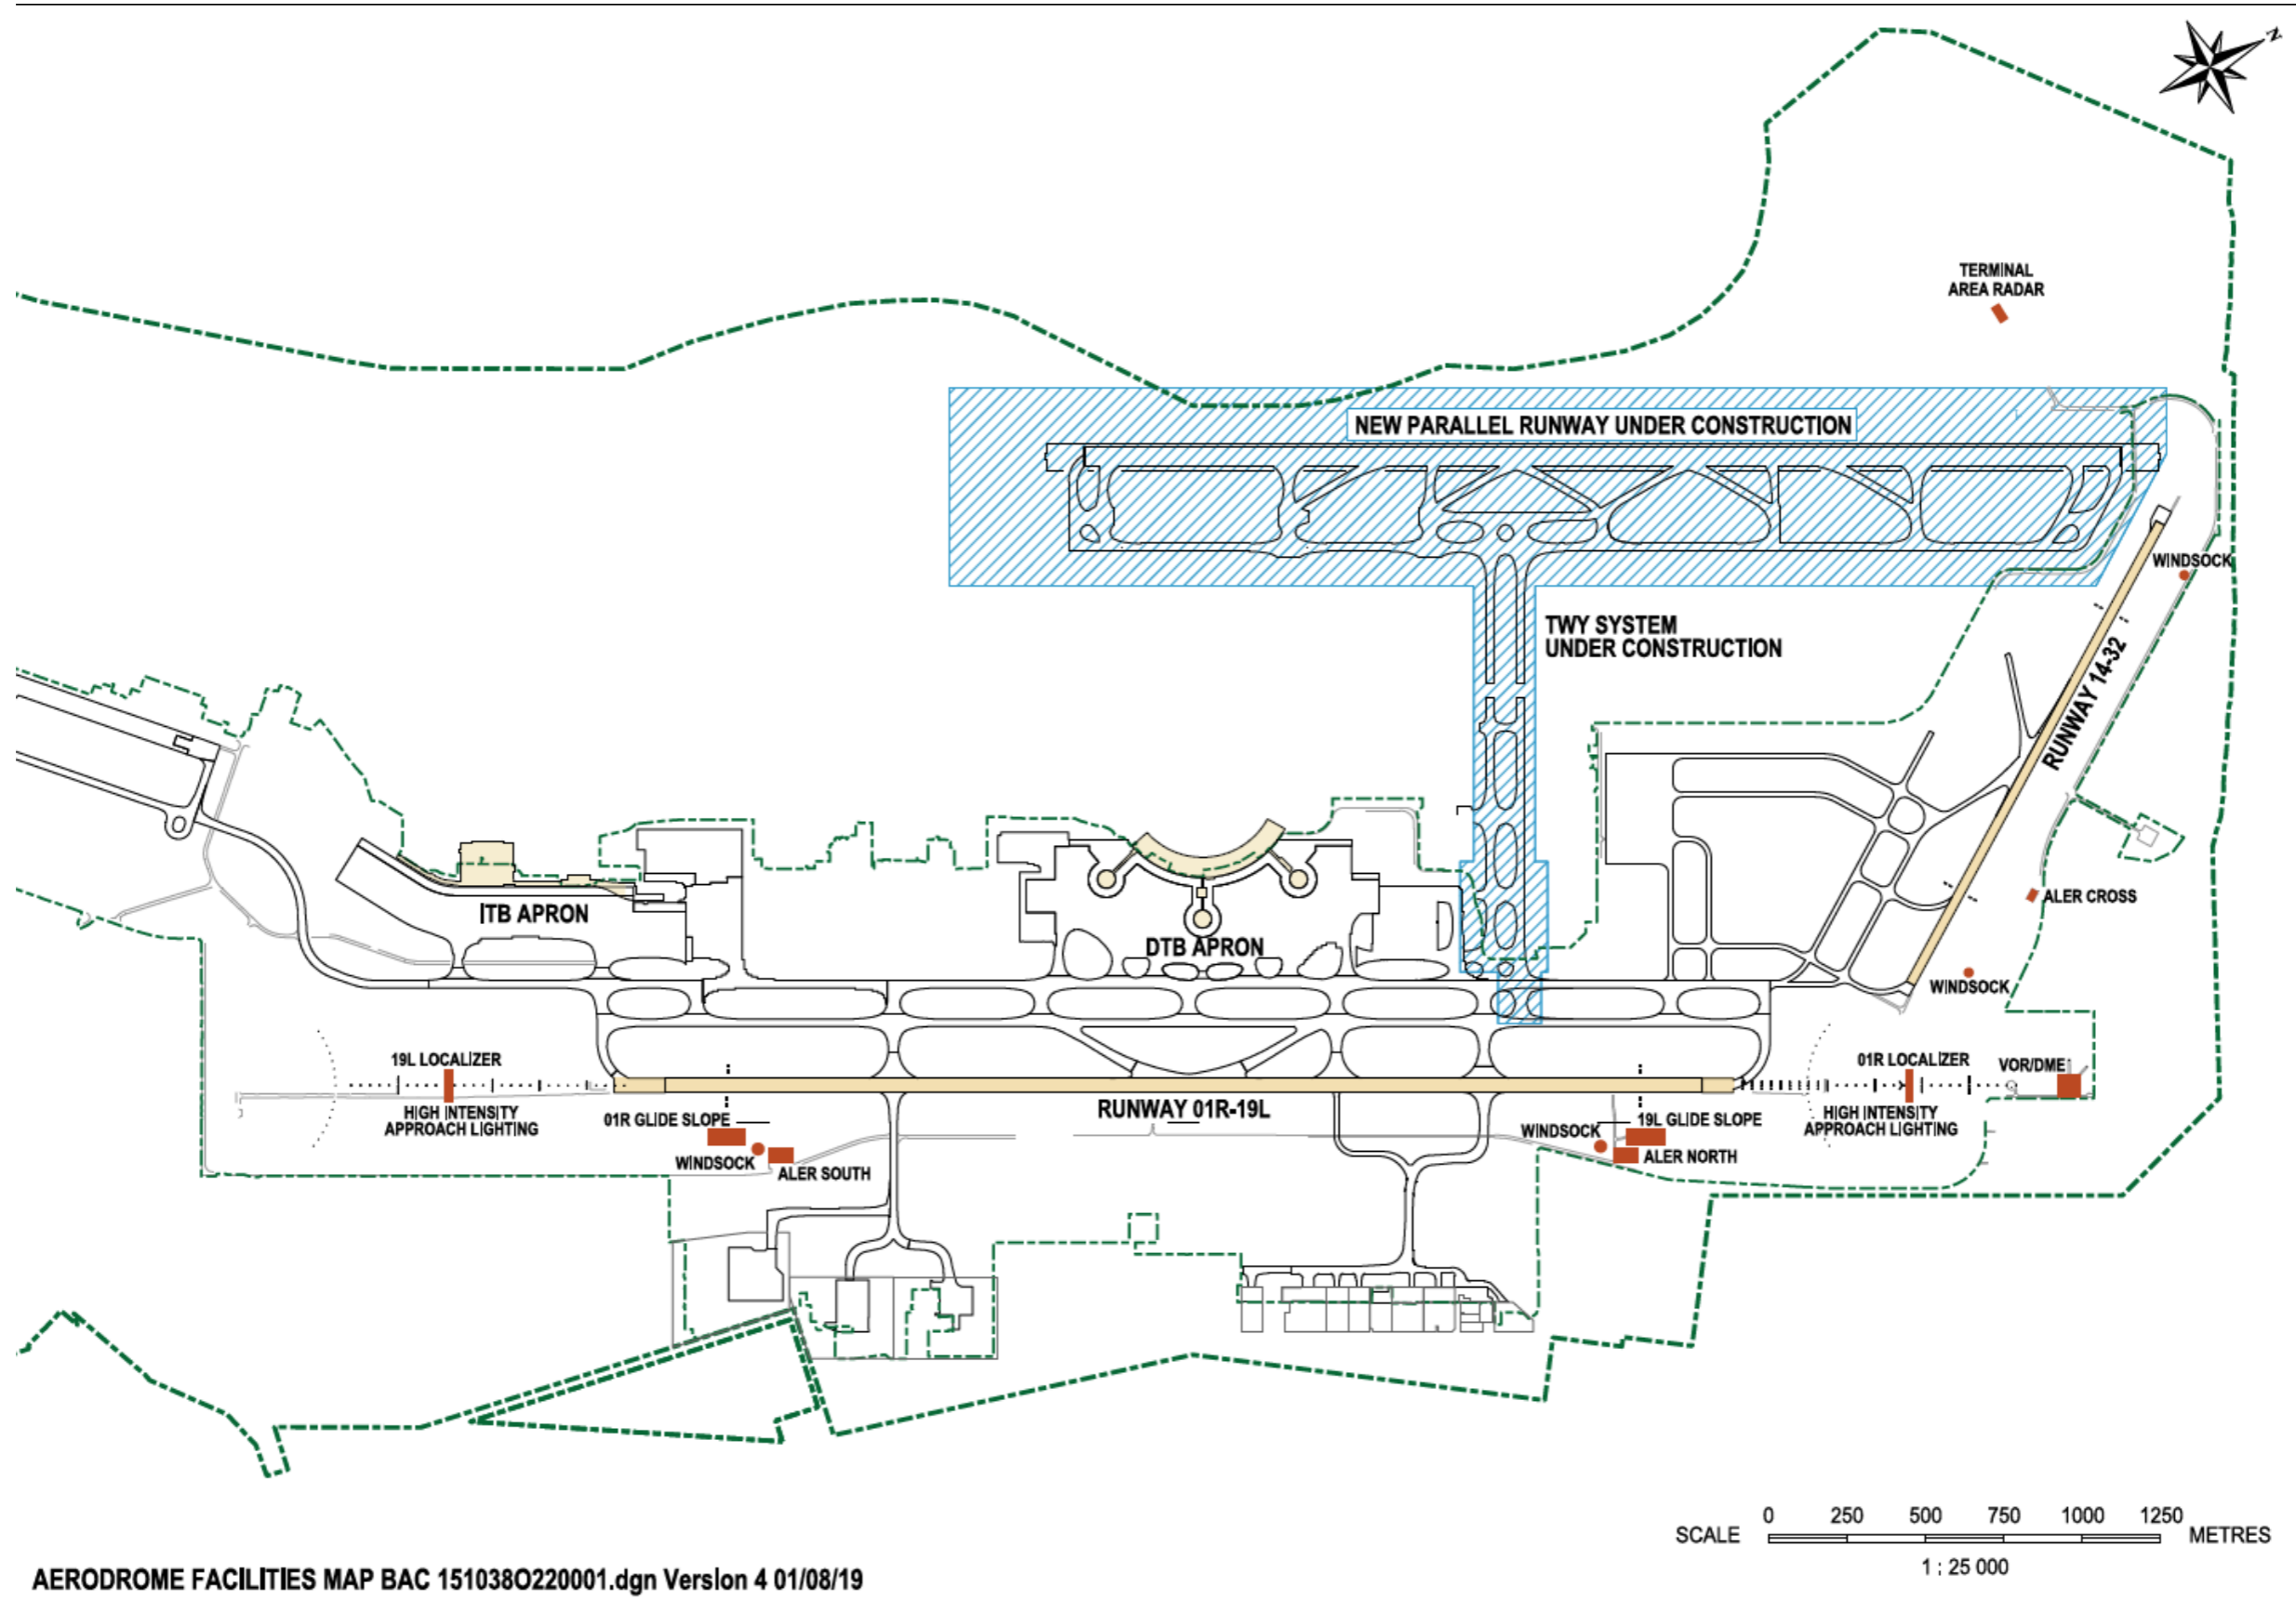 N
TERMINAL
AREA RADAR
NEW PARALLEL RUNWAY UNDER CONSTRUCTION
WINDSOCK
TWY SYSTEM
UNDER CONSTRUCTION
RUNWAY 14-32
ITB APRON
DTB APRON
ALER CROSS
WINDSOCK
19L LOCALIZER
HIGH INTENSITY
APPROACH LIGHTING
01R GLIDE SLOPE
WINDSOCK
ALER SOUTH
RUNWAY 01R-19L
WINDSOCK
19L GLIDE SLOPE
ALER NORTH
01R LOCALIZER
HIGH INTENSITY
APPROACH LIGHTING
VOR/DME
SCALE
0 250 500 750 1000 1250
METRES
1 : 25 000
AERODROME FACILITIES MAP BAC 151038O220001.dgn Version 4 01/08/19